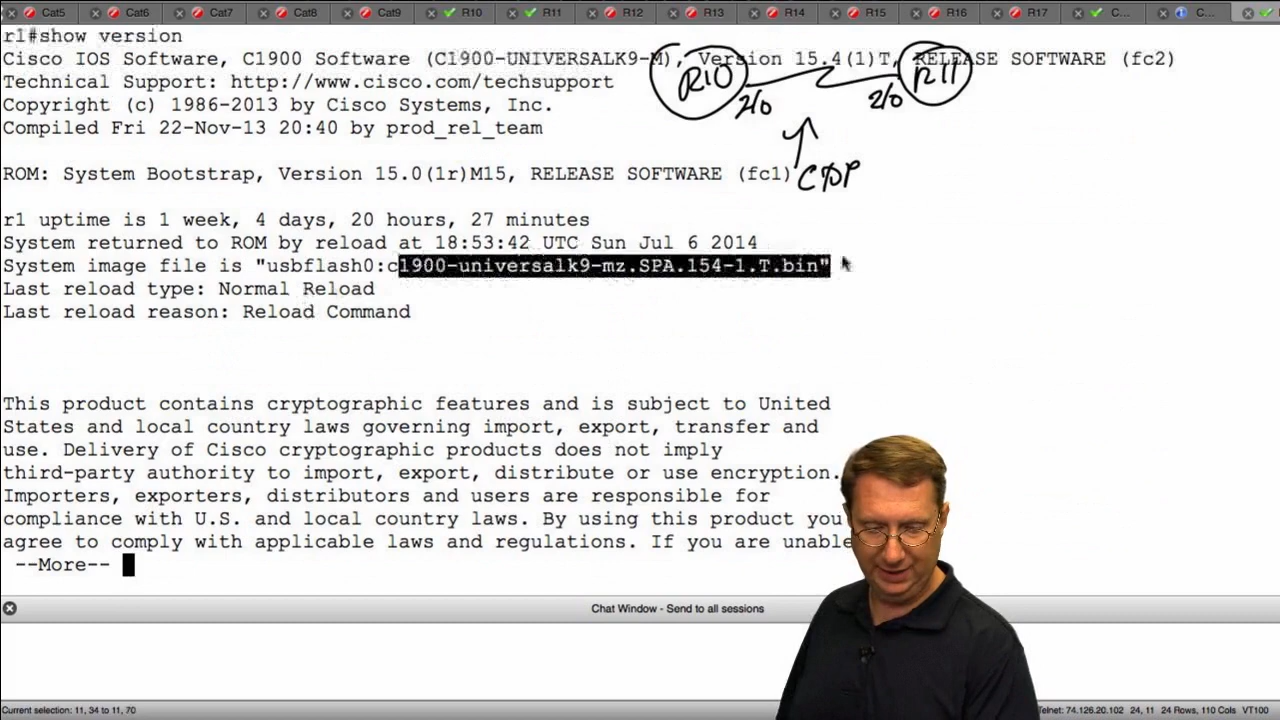 Cat5 Cat6 Cat7 Cat8 Cat9 R10 R11 R12 R13 R14 R15 R16 R17 C... C...
r1#show version
Cisco IOS Software, C1900 Software (C1900-UNIVERSALK9-M), Version 15.4(1)T, RELEASE SOFTWARE (fc2)
R10 R11
Technical Support: http://www.cisco.com/techsupport
2/0 2/0
Copyright (c) 1986-2013 by Cisco Systems, Inc.
Compiled Fri 22-Nov-13 20:40 by prod_rel_team
ROM: System Bootstrap, Version 15.0(1r)M15, RELEASE SOFTWARE (fc1)
CDP
r1 uptime is 1 week, 4 days, 20 hours, 27 minutes
System returned to ROM by reload at 18:53:42 UTC Sun Jul 6 2014
System image file is "usbflash0:c1900-universalk9-mz.SPA.154-1.T.bin"
Last reload type: Normal Reload
Last reload reason: Reload Command
This product contains cryptographic features and is subject to United
States and local country laws governing import, export, transfer and
use. Delivery of Cisco cryptographic products does not imply
third-party authority to import, export, distribute or use encryption.
Importers, exporters, distributors and users are responsible for
compliance with U.S. and local country laws. By using this product you
agree to comply with applicable laws and regulations. If you are unable
--More--
Chat Window - Send to all sessions
Current selection: 11, 34 to 11, 70
Telnet: 74.126.20.102 24, 11 24 Rows, 110 Cols VT100